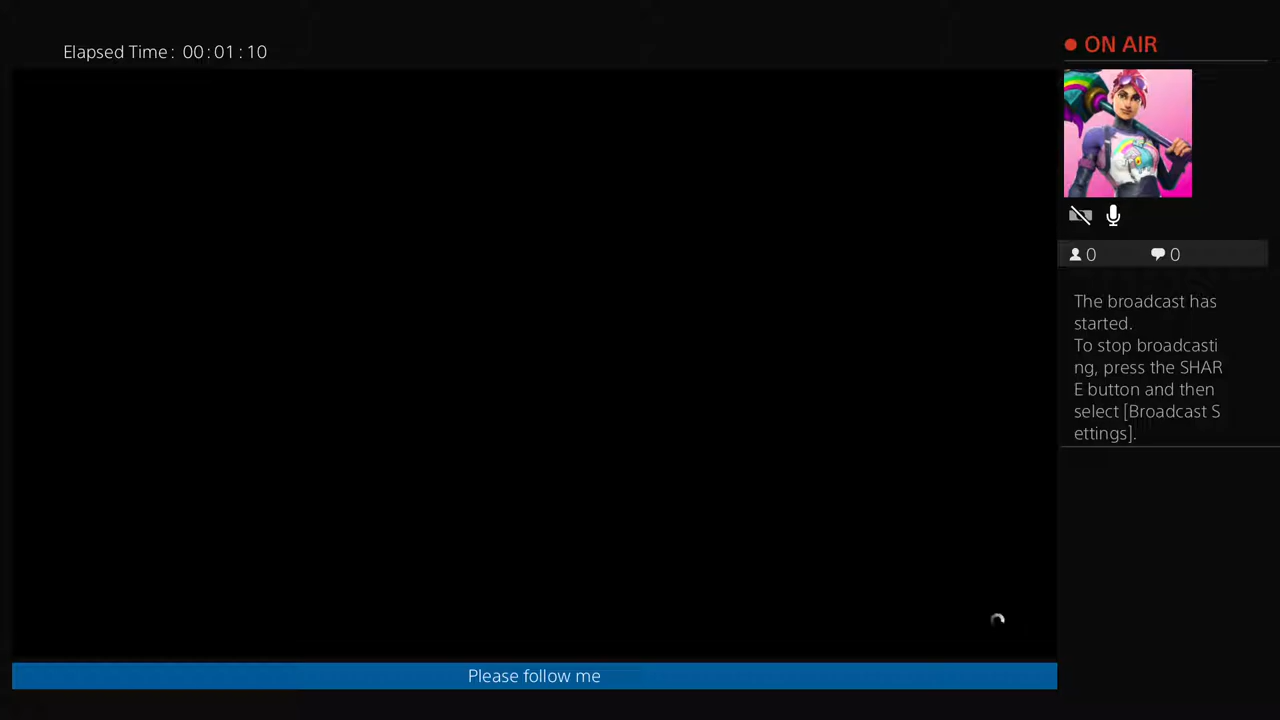 Elapsed Time: 00:01:10
ON AIR
0 0
The broadcast has
started.
To stop broadcasti
ng, press the SHAR
E button and then
select [Broadcast S
ettings].
Please follow me